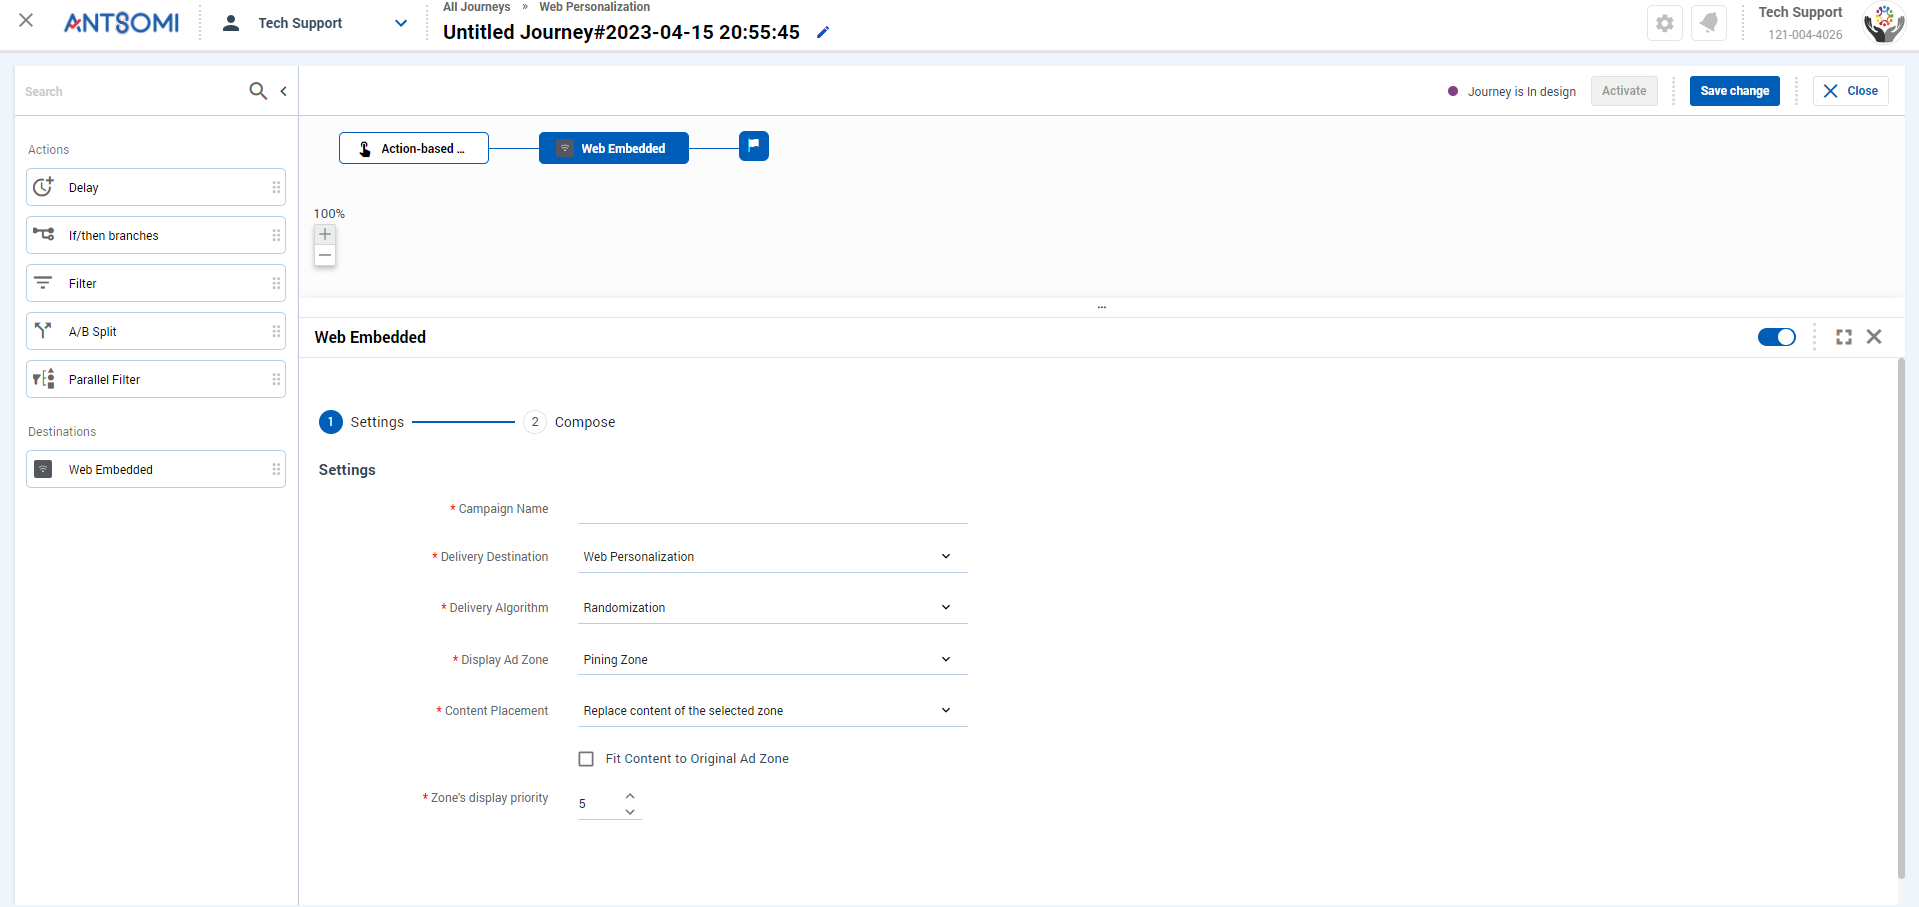 ANTSOMI
Tech Support
All Journeys » Web Personalization
Untitled Journey#2023-04-15 20:55:45
Tech Support
121-004-4026
Search
Journey is In design
Activate
Save change
Close
Actions
Delay
If/then branches
Filter
A/B Split
Parallel Filter
Destinations
Web Embedded
Action-based ...
Web Embedded
100%
...
Web Embedded
1 Settings
2 Compose
Settings
* Campaign Name
* Delivery Destination Web Personalization
* Delivery Algorithm Randomization
* Display Ad Zone Pining Zone
* Content Placement Replace content of the selected zone
Fit Content to Original Ad Zone
* Zone's display priority 5